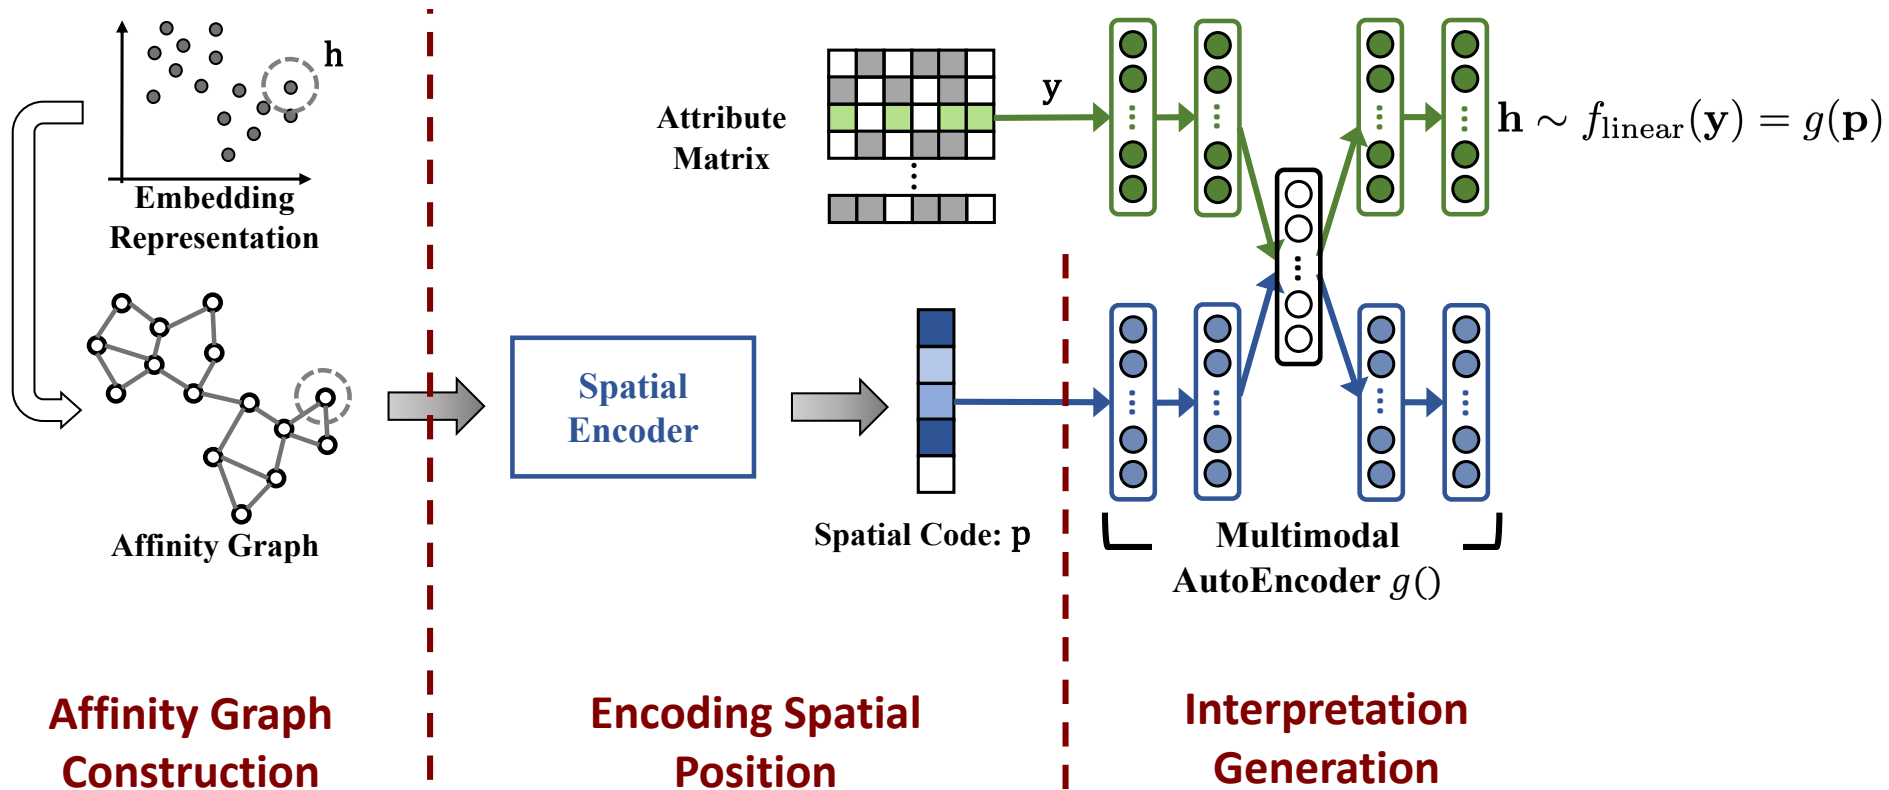 h
Embedding
Representation
Affinity Graph
Attribute
Matrix
y
Spatial
Encoder
Spatial Code: p
h ∼ f_linear(y) = g(p)
Multimodal
AutoEncoder g()
Affinity Graph
Construction
Encoding Spatial
Position
Interpretation
Generation